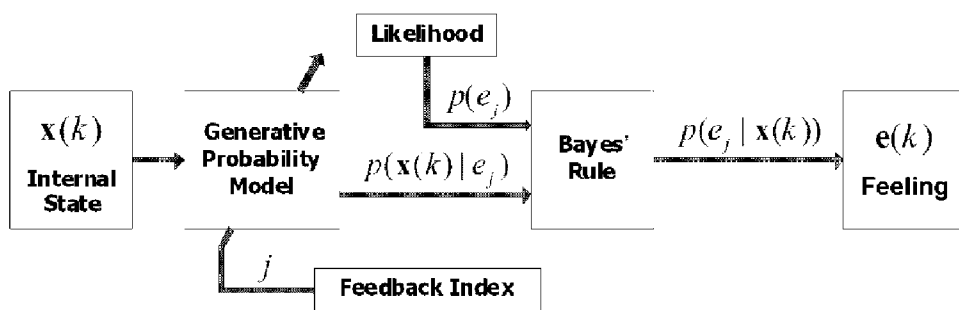 Likelihood
p(e_j)
x(k)
Internal
State
Generative
Probability
Model
p(x(k) | e_j)
Bayes'
Rule
p(e_j | x(k))
e(k)
Feeling
j
Feedback Index